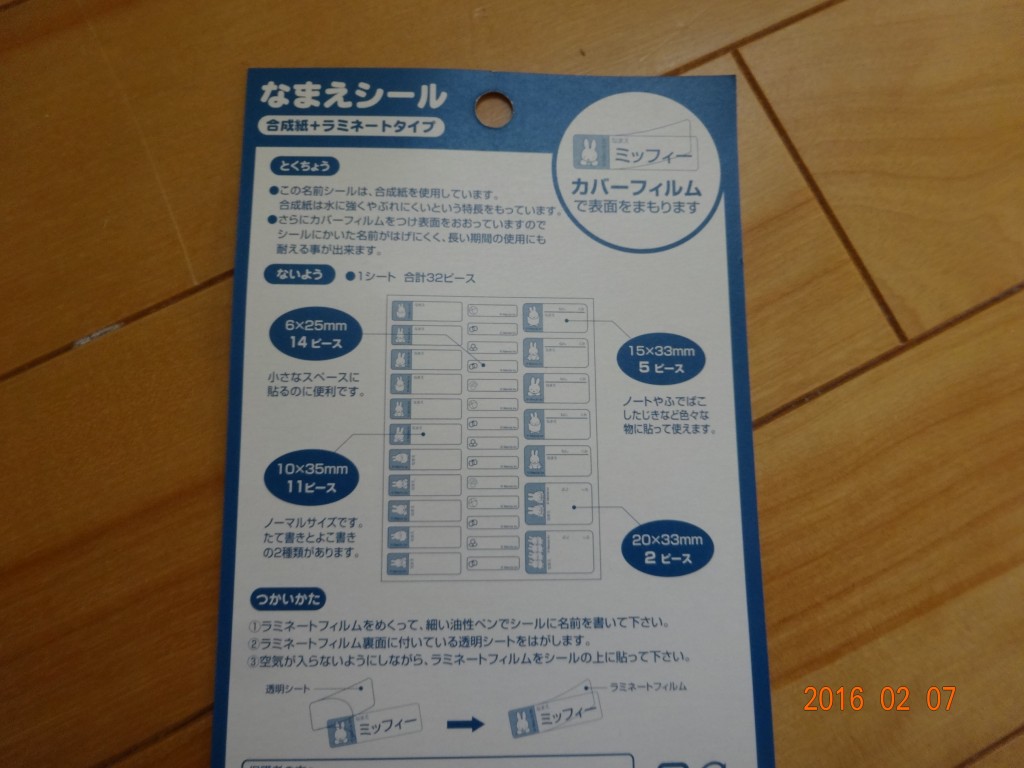 なまえシール
合成紙+ラミネートタイプ
ミッフィー
カバーフィルム
で表面をまもります
とくちょう
●この名前シールは、合成紙を使用しています。
合成紙は水に強くやぶれにくいという特長をもっています。
●さらにカバーフィルムをつけ表面をおおっていますので
シールにかいた名前がはげにくく、長い期間の使用にも
耐える事が出来ます。
ないよう
●1シート 合計32ピース
6×25mm
14ピース
小さなスペースに
貼るのに便利です。
10×35mm
11ピース
ノーマルサイズです。
たて書きとよこ書き
の2種類があります。
15×33mm
5ピース
ノートやふでばこ
したじきなど色々な
物に貼って使えます。
20×33mm
2ピース
つかいかた
①ラミネートフィルムをめくって、細い油性ペンでシールに名前を書いて下さい。
②ラミネートフィルム裏面に付いている透明シートをはがします。
③空気が入らないようにしながら、ラミネートフィルムをシールの上に貼って下さい。
透明シート
ミッフィー
ラミネートフィルム
ミッフィー
2016 02 07